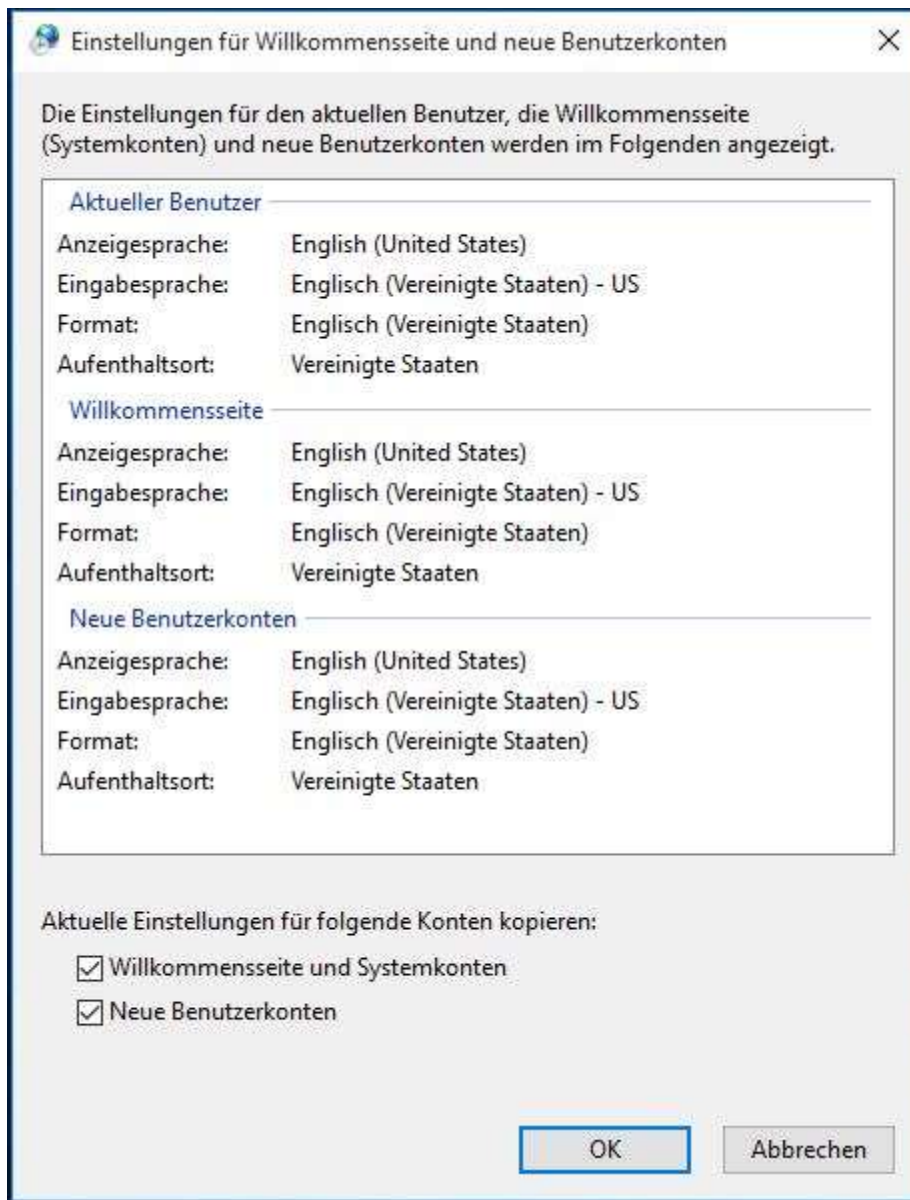 Einstellungen für Willkommensseite und neue Benutzerkonten
Die Einstellungen für den aktuellen Benutzer, die Willkommensseite
(Systemkonten) und neue Benutzerkonten werden im Folgenden angezeigt.
Aktueller Benutzer
Anzeigesprache: English (United States)
Eingabesprache: Englisch (Vereinigte Staaten) - US
Format: Englisch (Vereinigte Staaten)
Aufenthaltsort: Vereinigte Staaten
Willkommensseite
Anzeigesprache: English (United States)
Eingabesprache: Englisch (Vereinigte Staaten) - US
Format: Englisch (Vereinigte Staaten)
Aufenthaltsort: Vereinigte Staaten
Neue Benutzerkonten
Anzeigesprache: English (United States)
Eingabesprache: Englisch (Vereinigte Staaten) - US
Format: Englisch (Vereinigte Staaten)
Aufenthaltsort: Vereinigte Staaten
Aktuelle Einstellungen für folgende Konten kopieren:
Willkommensseite und Systemkonten
Neue Benutzerkonten
OK Abbrechen